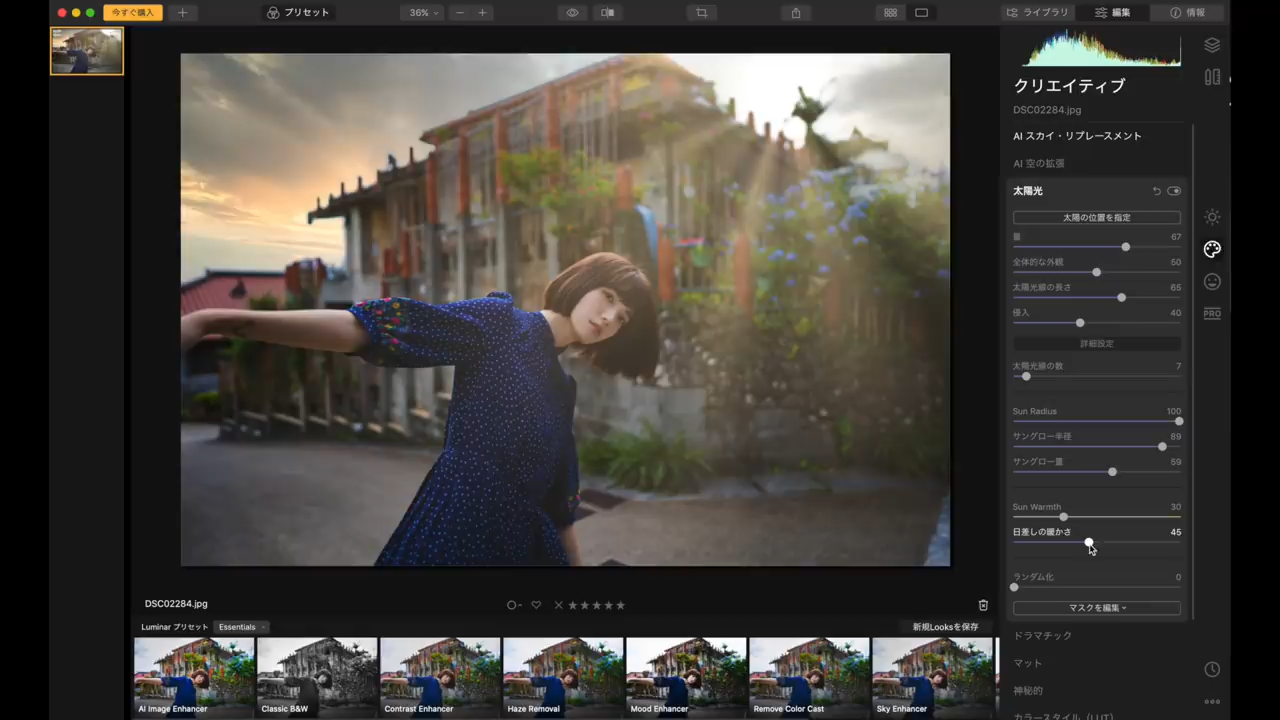 今すぐ購入
プリセット
36%
ライブラリ
編集
情報
クリエイティブ
DSC02284.jpg
AI スカイ・リプレースメント
AI 空の拡張
太陽光
太陽の位置を指定
量 67
全体的な外観 50
太陽光線の長さ 65
侵入 40
詳細設定
太陽光線の数 7
Sun Radius 100
サングロー半径 89
サングロー量 59
Sun Warmth 30
日差しの暖かさ 45
ランダム化 0
マスクを編集
ドラマチック
マット
神秘的
カラースタイル (LUT)
PRO
DSC02284.jpg
Luminar プリセット
Essentials
新規Looksを保存
AI Image Enhancer
Classic B&W
Contrast Enhancer
Haze Removal
Mood Enhancer
Remove Color Cast
Sky Enhancer